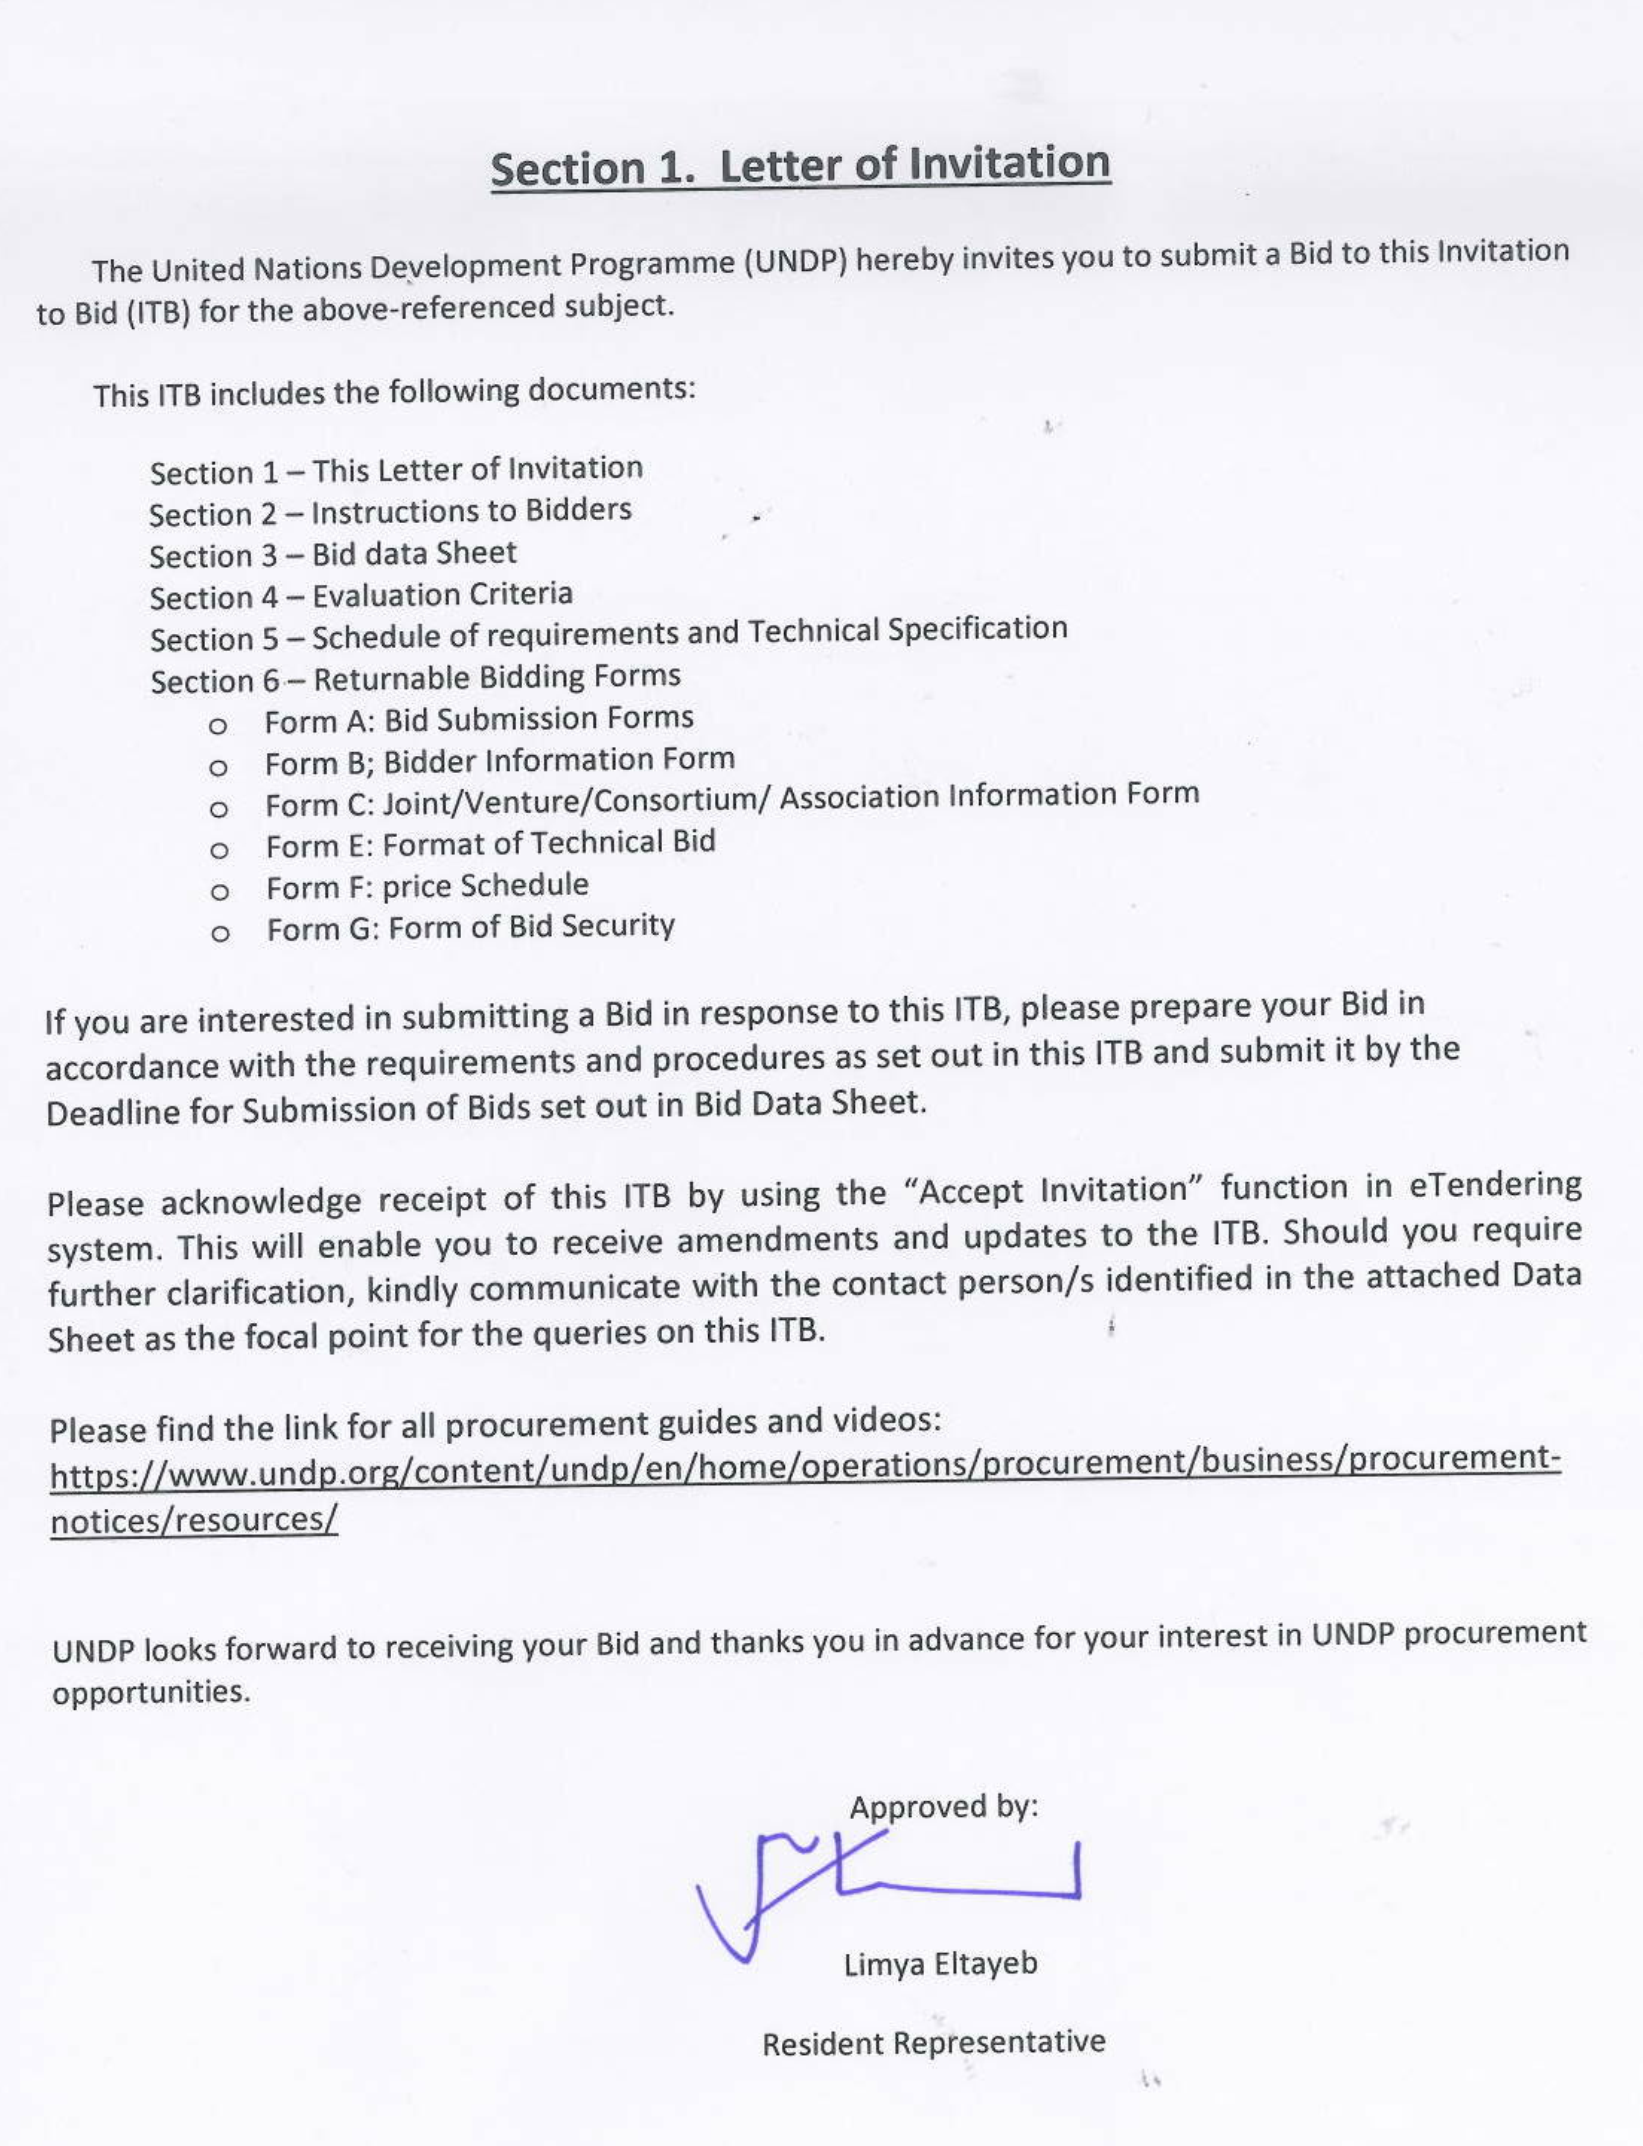 Section 1. Letter of Invitation
The United Nations Development Programme (UNDP) hereby invites you to submit a Bid to this Invitation
to Bid (ITB) for the above-referenced subject.
This ITB includes the following documents:
Section 1 – This Letter of Invitation
Section 2 – Instructions to Bidders
Section 3 – Bid data Sheet
Section 4 – Evaluation Criteria
Section 5 – Schedule of requirements and Technical Specification
Section 6 – Returnable Bidding Forms
o Form A: Bid Submission Forms
o Form B; Bidder Information Form
o Form C: Joint/Venture/Consortium/ Association Information Form
o Form E: Format of Technical Bid
o Form F: price Schedule
o Form G: Form of Bid Security
If you are interested in submitting a Bid in response to this ITB, please prepare your Bid in
accordance with the requirements and procedures as set out in this ITB and submit it by the
Deadline for Submission of Bids set out in Bid Data Sheet.
Please acknowledge receipt of this ITB by using the “Accept Invitation” function in eTendering
system. This will enable you to receive amendments and updates to the ITB. Should you require
further clarification, kindly communicate with the contact person/s identified in the attached Data
Sheet as the focal point for the queries on this ITB.
Please find the link for all procurement guides and videos:
https://www.undp.org/content/undp/en/home/operations/procurement/business/procurement-
notices/resources/
UNDP looks forward to receiving your Bid and thanks you in advance for your interest in UNDP procurement
opportunities.
Approved by:
Limya Eltayeb
Resident Representative